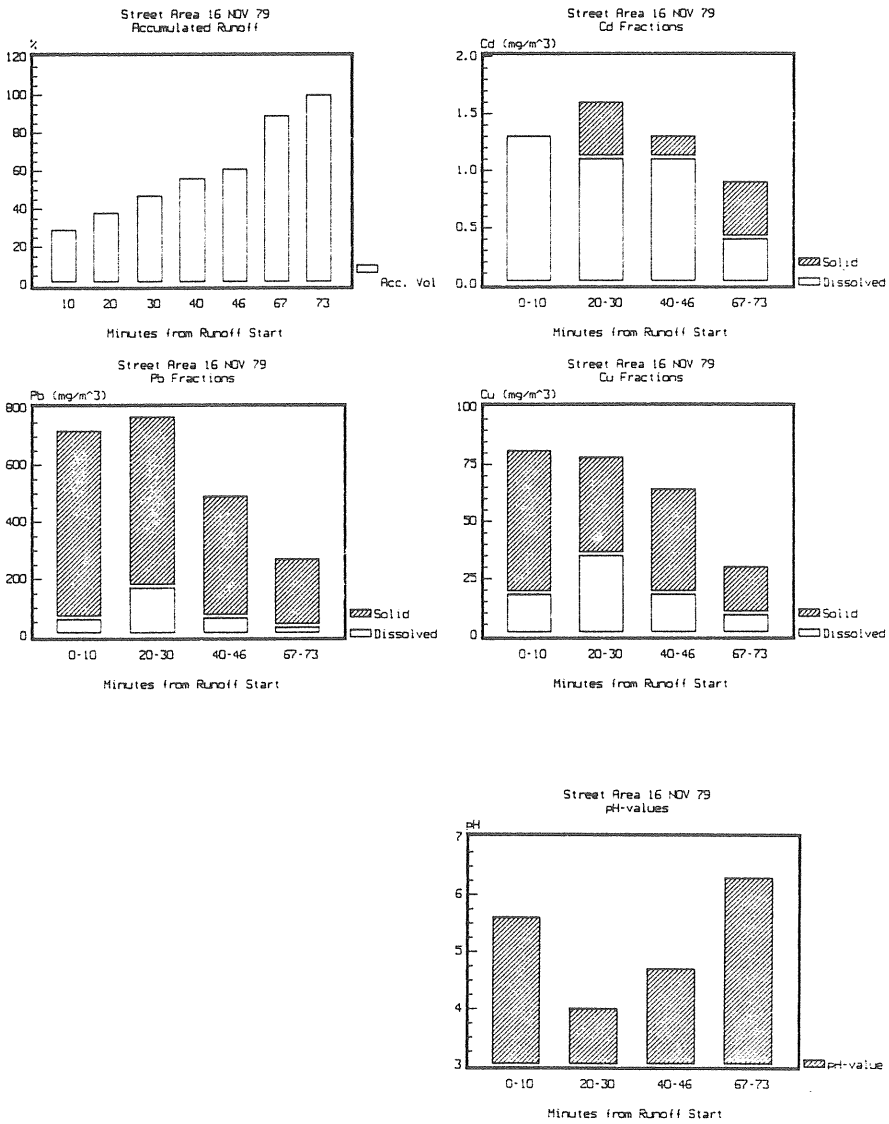 Street Area 16 NOV 79
Accumulated Runoff
%
120
100
80
60
40
20
0
10 20 30 40 46 67 73
Acc. Vol
Minutes from Runoff Start
Street Area 16 NOV 79
Cd Fractions
Cd (mg/m^3)
2.0
1.5
1.0
0.5
0.0
0-10 20-30 40-46 67-73
Solid
Dissolved
Minutes from Runoff Start
Street Area 16 NOV 79
Pb Fractions
Pb (mg/m^3)
800
600
400
200
0
0-10 20-30 40-46 67-73
Solid
Dissolved
Minutes from Runoff Start
Street Area 16 NOV 79
Cu Fractions
Cu (mg/m^3)
100
75
50
25
0
0-10 20-30 40-46 67-73
Solid
Dissolved
Minutes from Runoff Start
Street Area 16 NOV 79
pH-values
pH
7
6
5
4
3
0-10 20-30 40-46 67-73
pH-value
Minutes from Runoff Start